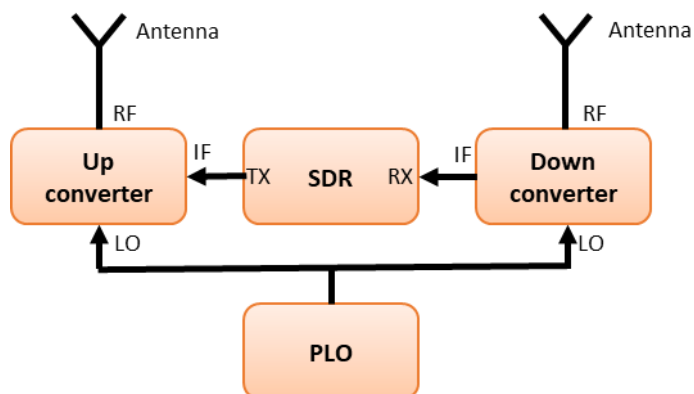 Antenna
Antenna
RF
RF
Up
converter
IF
TX
SDR
RX
IF
Down
converter
LO
LO
PLO